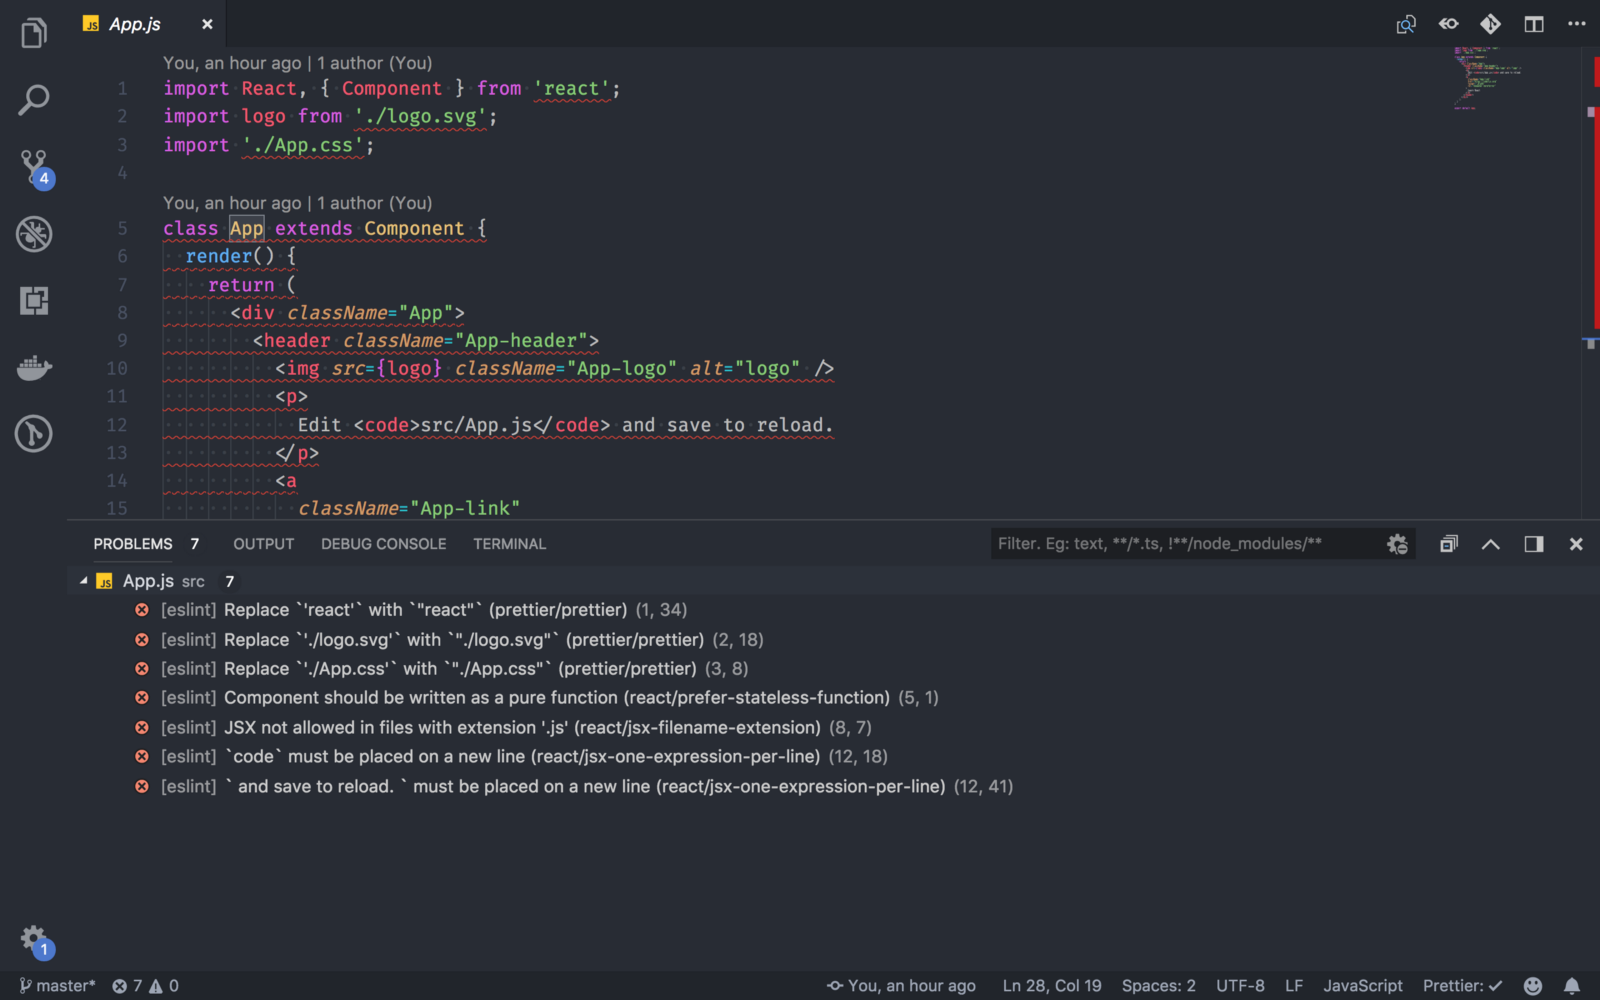 JS App.js ×
You, an hour ago | 1 author (You)
1 import React, { Component } from 'react';
2 import logo from './logo.svg';
3 import './App.css';
4
You, an hour ago | 1 author (You)
5 class App extends Component {
6 render() {
7 return (
8 <div className="App">
9 <header className="App-header">
10 <img src={logo} className="App-logo" alt="logo" />
11 <p>
12 Edit <code>src/App.js</code> and save to reload.
13 </p>
14 <a
15 className="App-link"
4
PROBLEMS 7 OUTPUT DEBUG CONSOLE TERMINAL Filter. Eg: text, **/*.ts, !**/node_modules/**
JS App.js src 7
[eslint] Replace `'react'` with `"react"` (prettier/prettier) (1, 34)
[eslint] Replace `'./logo.svg'` with `"./logo.svg"` (prettier/prettier) (2, 18)
[eslint] Replace `'./App.css'` with `"./App.css"` (prettier/prettier) (3, 8)
[eslint] Component should be written as a pure function (react/prefer-stateless-function) (5, 1)
[eslint] JSX not allowed in files with extension '.js' (react/jsx-filename-extension) (8, 7)
[eslint] `code` must be placed on a new line (react/jsx-one-expression-per-line) (12, 18)
[eslint] ` and save to reload. ` must be placed on a new line (react/jsx-one-expression-per-line) (12, 41)
1
master* 7 0 You, an hour ago Ln 28, Col 19 Spaces: 2 UTF-8 LF JavaScript Prettier: ✓